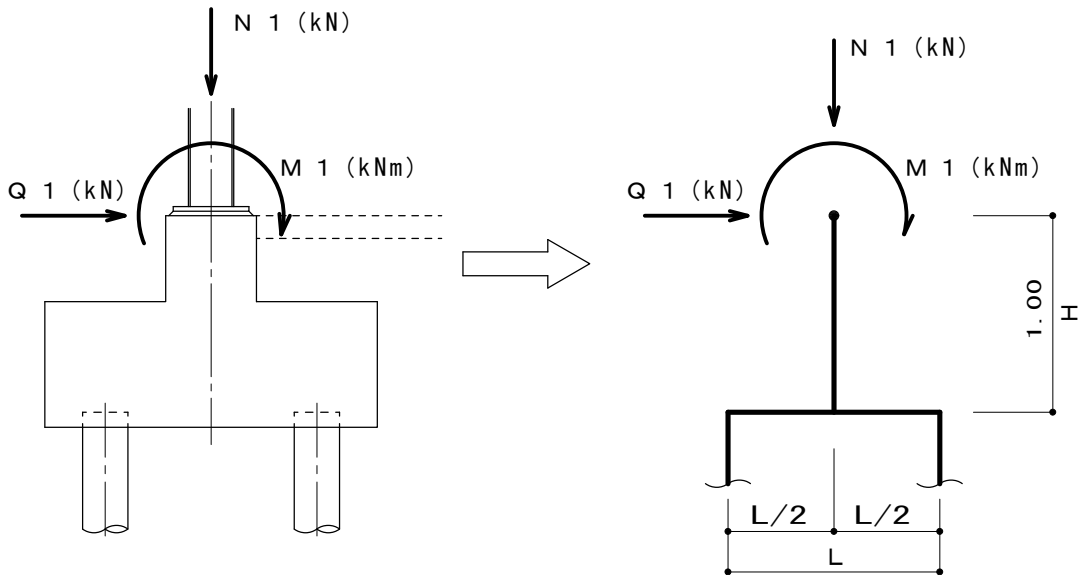 N 1 (kN)
M 1 (kNm)
Q 1 (kN)
N 1 (kN)
M 1 (kNm)
Q 1 (kN)
1.00
H
L/2
L/2
L